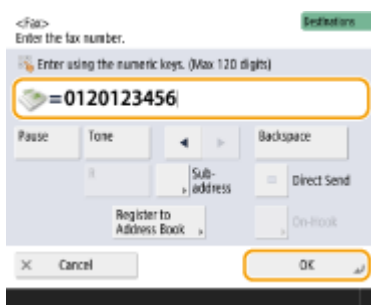 <Fax>
Destinations
Enter the fax number.
Enter using the numeric keys. (Max 120 digits)
=0120123456
Pause
Tone
Backspace
R
Sub-
address
Direct Send
Register to
Address Book
On-Hook
× Cancel
OK